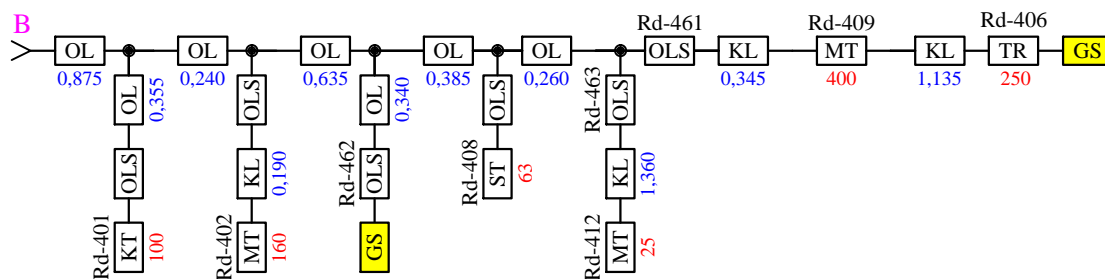 B
OL
0,875
OL
0,240
OL
0,635
OL
0,385
OL
0,260
Rd-461
OLS
KL
0,345
Rd-409
MT
400
KL
1,135
Rd-406
TR
250
GS
OL
0,355
OLS
Rd-401
KT
100
OLS
KL
0,190
Rd-402
MT
160
OL
0,340
Rd-462
OLS
GS
OLS
Rd-408
ST
63
Rd-463
OLS
KL
1,360
Rd-412
MT
25